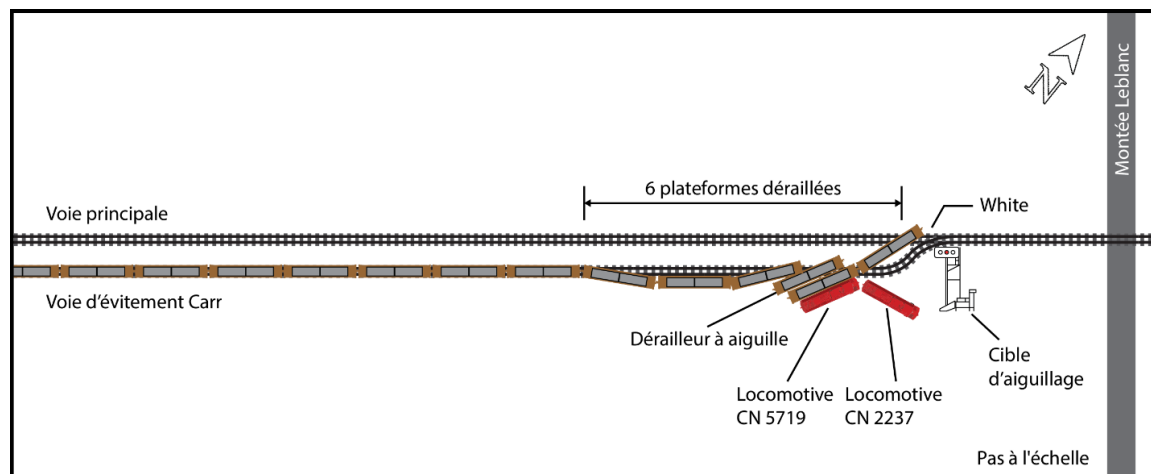 Montée Leblanc
N
6 plateformes déraillées
Voie principale
White
Voie d’évitement Carr
Dérailleur à aiguille
Cible
d’aiguillage
Locomotive
CN 5719
Locomotive
CN 2237
Pas à l'échelle